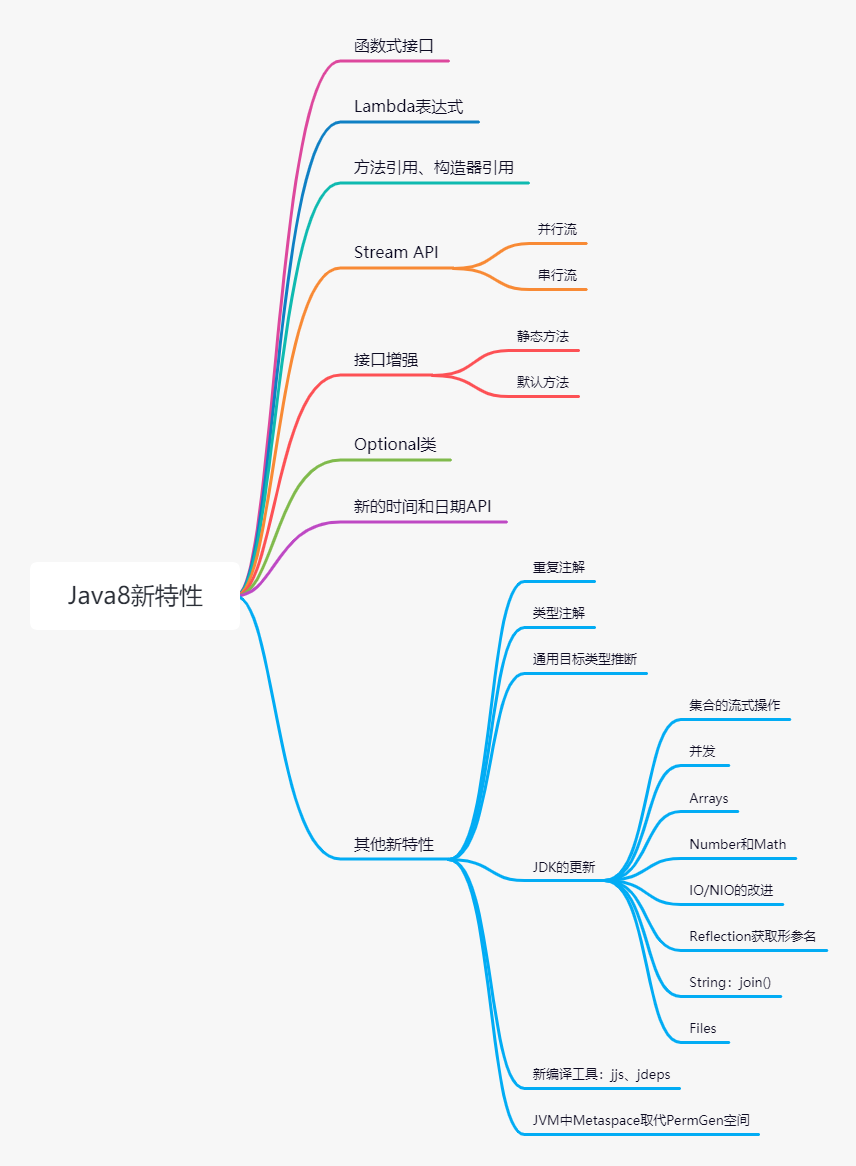 函数式接口
Lambda表达式
方法引用、构造器引用
Stream API
并行流
串行流
接口增强
静态方法
默认方法
Optional类
新的时间和日期API
Java8新特性
其他新特性
重复注解
类型注解
通用目标类型推断
JDK的更新
集合的流式操作
并发
Arrays
Number和Math
IO/NIO的改进
Reflection获取形参名
String：join()
Files
新编译工具：jjs、jdeps
JVM中Metaspace取代PermGen空间